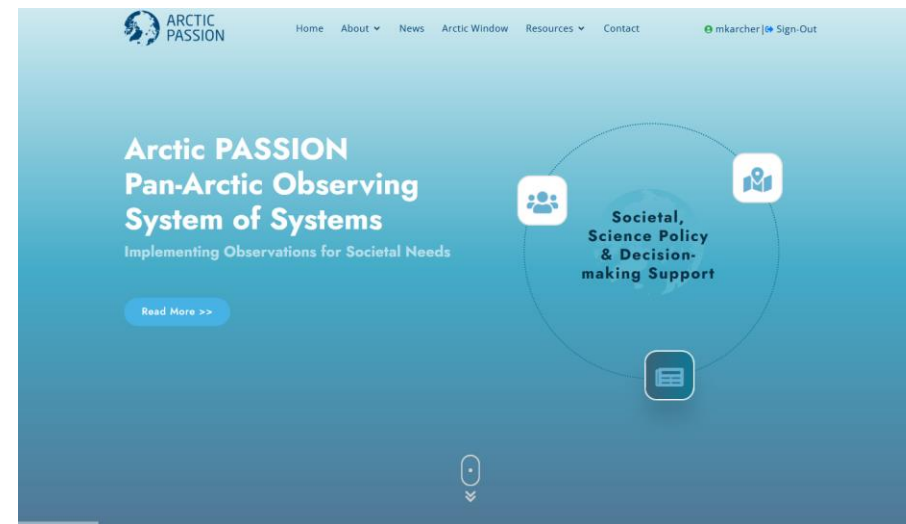 ARCTIC
PASSION
Home About News Arctic Window Resources Contact mkarcher| Sign-Out
Arctic PASSION
Pan-Arctic Observing
System of Systems
Implementing Observations for Societal Needs
Read More >>
Societal,
Science Policy
& Decision-
making Support